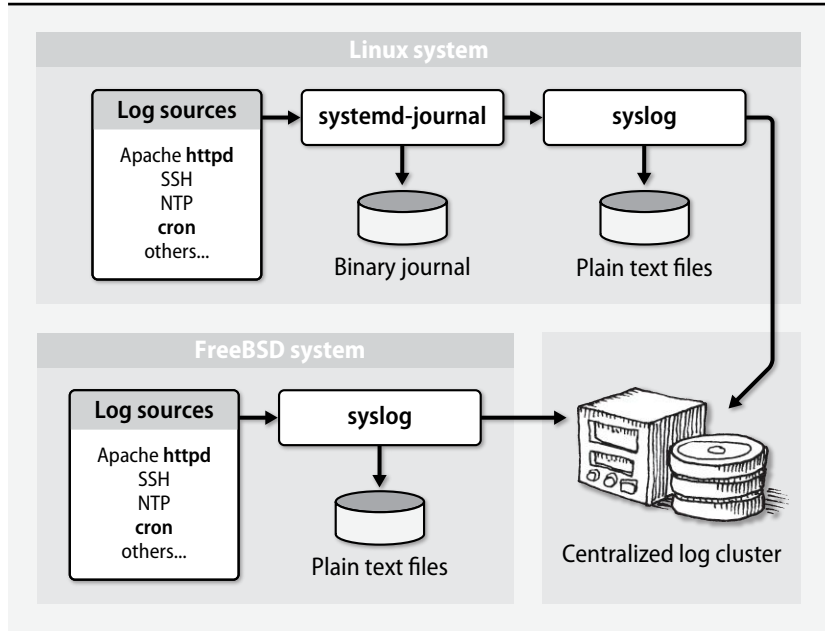 Linux system
Log sources
Apache httpd
SSH
NTP
cron
others...
systemd-journal
Binary journal
syslog
Plain text files
FreeBSD system
Log sources
Apache httpd
SSH
NTP
cron
others...
syslog
Plain text files
Centralized log cluster